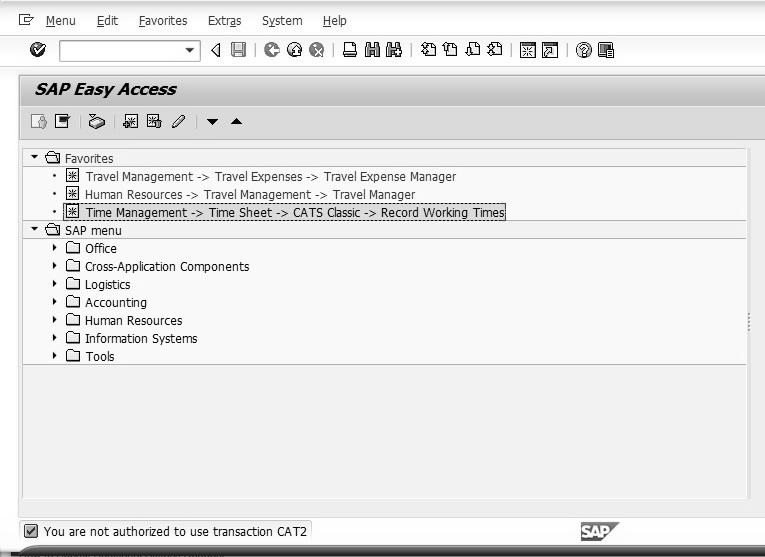 Menu Edit Favorites Extras System Help
SAP Easy Access
Favorites
Travel Management -> Travel Expenses -> Travel Expense Manager
Human Resources -> Travel Management -> Travel Manager
Time Management -> Time Sheet -> CATS Classic -> Record Working Times
SAP menu
Office
Cross-Application Components
Logistics
Accounting
Human Resources
Information Systems
Tools
You are not authorized to use transaction CAT2 SAP